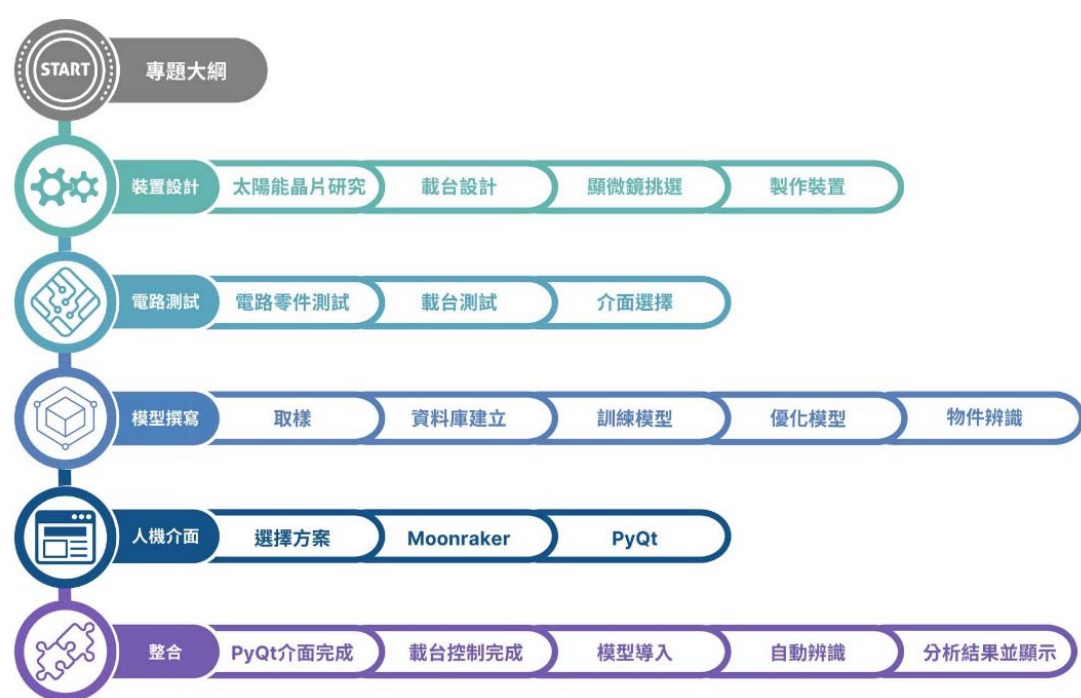 START 專題大綱
裝置設計 太陽能晶片研究 載台設計 顯微鏡挑選 製作裝置
電路測試 電路零件測試 載台測試 介面選擇
模型撰寫 取樣 資料庫建立 訓練模型 優化模型 物件辨識
人機介面 選擇方案 Moonraker PyQt
整合 PyQt介面完成 載台控制完成 模型導入 自動辨識 分析結果並顯示